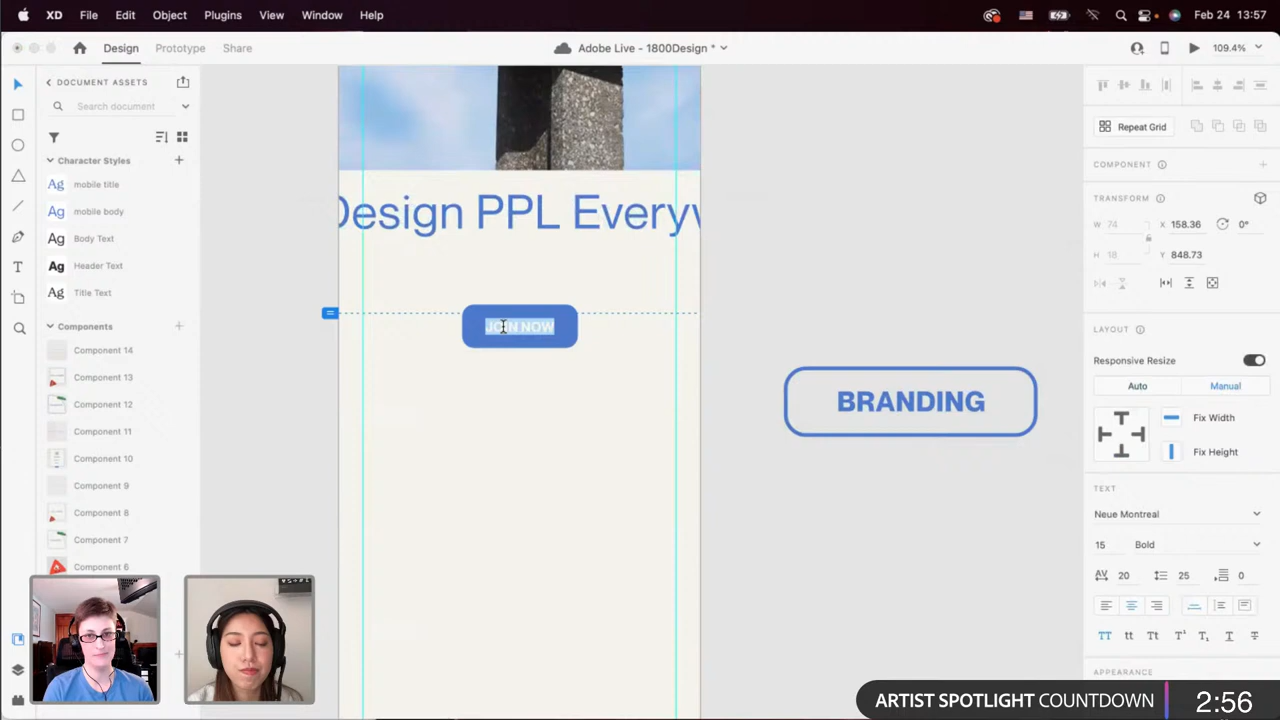 XD File Edit Object Plugins View Window Help Feb 24 13:57
Design Prototype Share Adobe Live - 1800Design * 109.4%
DOCUMENT ASSETS
Search document
Character Styles
Ag mobile title
Ag mobile body
Ag Body Text
Ag Header Text
Ag Title Text
Components
Component 14
Component 13
Component 12
Component 11
Component 10
Component 9
Component 8
Component 7
Component 6
Design PPL Everyw
JOIN NOW
BRANDING
Repeat Grid
COMPONENT
TRANSFORM
W 74 X 158.36 0°
H 18 Y 848.73
LAYOUT
Responsive Resize
Auto Manual
Fix Width
Fix Height
TEXT
Neue Montreal
15 Bold
AV 20 25 0
TT tt Tt T¹ T₁ T T
APPEARANCE
ARTIST SPOTLIGHT COUNTDOWN 2:56